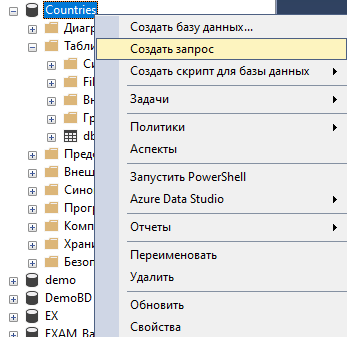 Countries
Создать базу данных...
Диагр
Создать запрос
Табли
Создать скрипт для базы данных
Си
Fil
Задачи
Вн
Гр
Политики
db
Аспекты
Предс
Запустить PowerShell
Внеш
Azure Data Studio
Сино
Прог
Отчеты
Комп
Переименовать
Храни
Удалить
Безоп
demo
Обновить
DemoBD
Свойства
EX
EXAM_Ba